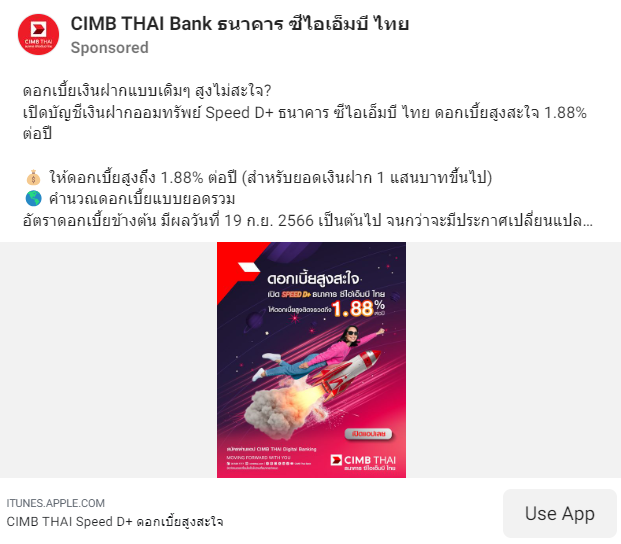 CIMB THAI Bank ธนาคาร ซีไอเอ็มบี ไทย
Sponsored
ดอกเบี้ยเงินฝากแบบเดิมๆ สูงไม่สะใจ?
เปิดบัญชีเงินฝากออมทรัพย์ Speed D+ ธนาคาร ซีไอเอ็มบี ไทย ดอกเบี้ยสูงสะใจ 1.88%
ต่อปี
💰 ให้ดอกเบี้ยสูงถึง 1.88% ต่อปี (สำหรับยอดเงินฝาก 1 แสนบาทขึ้นไป)
🌎 คำนวณดอกเบี้ยแบบยอดรวม
อัตราดอกเบี้ยข้างต้น มีผลวันที่ 19 ก.ย. 2566 เป็นต้นไป จนกว่าจะมีประกาศเปลี่ยนแปล...
ดอกเบี้ยสูงสะใจ
เปิด SPEED D+ ธนาคาร ซีไอเอ็มบี ไทย
ให้ดอกเบี้ยสูงติดจรวดถึง 1.88% ต่อปี
เปิดแอปเลย
สมัครผ่านแอป CIMB THAI Digital Banking
MOVING FORWARD WITH YOU
CIMB THAI
ธนาคาร ซีไอเอ็มบี ไทย
ITUNES.APPLE.COM
CIMB THAI Speed D+ ดอกเบี้ยสูงสะใจ
Use App